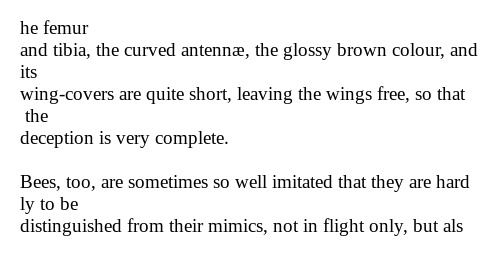 he femur
and tibia, the curved antennæ, the glossy brown colour, and
its
wing-covers are quite short, leaving the wings free, so that
the
deception is very complete.

Bees, too, are sometimes so well imitated that they are hard
ly to be
distinguished from their mimics, not in flight only, but als